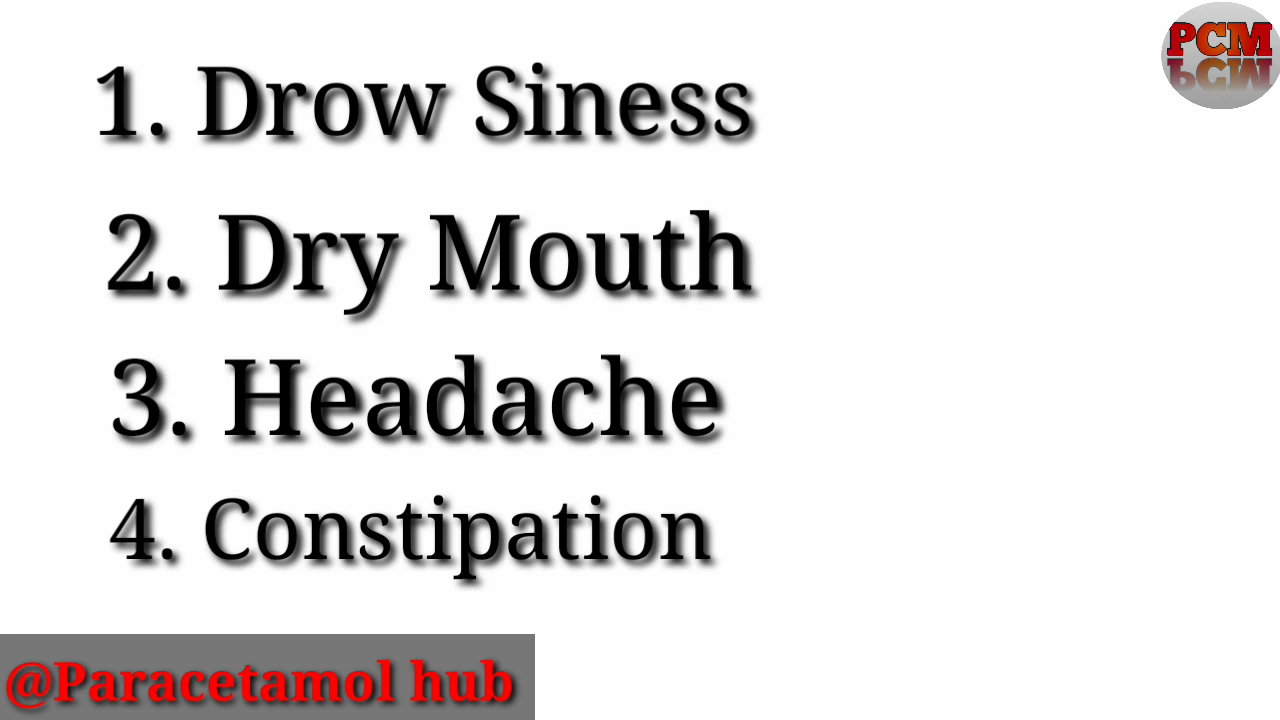 PCM
1. Drow Siness
2. Dry Mouth
3. Headache
4. Constipation
@Paracetamol hub